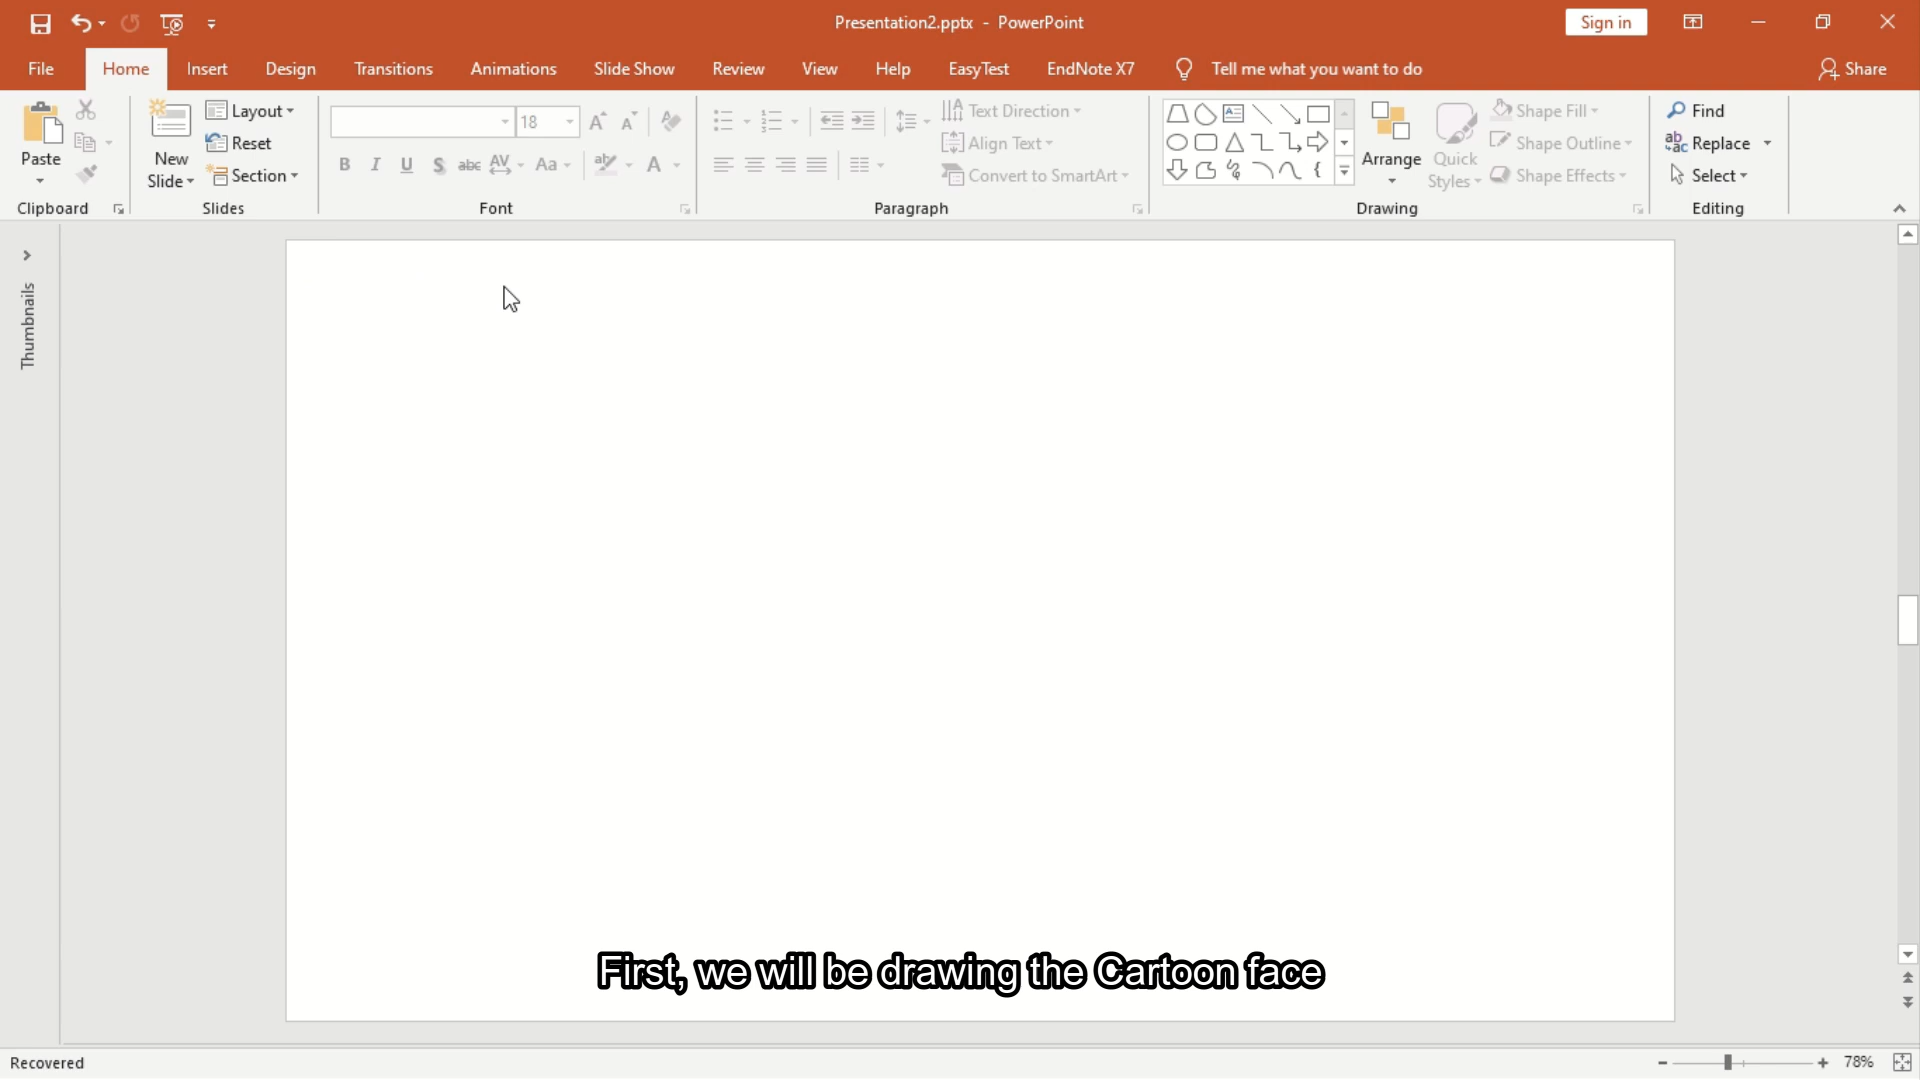 Presentation2.pptx - PowerPoint
Sign in
File Home Insert Design Transitions Animations Slide Show Review View Help EasyTest EndNote X7 Tell me what you want to do Share
Paste
New Slide
Layout
Reset
Section
18
B I U S abc AV Aa A
Text Direction
Align Text
Convert to SmartArt
Arrange
Quick Styles
Shape Fill
Shape Outline
Shape Effects
Find
Replace
Select
Clipboard Slides Font Paragraph Drawing Editing
Thumbnails
First, we will be drawing the Cartoon face
Recovered
78%